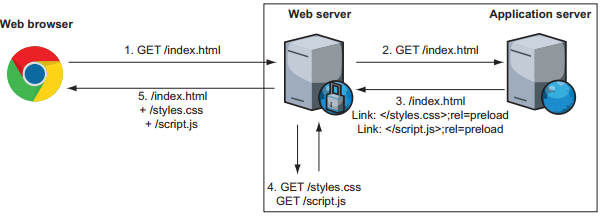 Web browser
Web server
Application server
1. GET /index.html
2. GET /index.html
5. /index.html
+ /styles.css
+ /script.js
3. /index.html
Link: </styles.css>;rel=preload
Link: </script.js>;rel=preload
4. GET /styles.css
GET /script.js